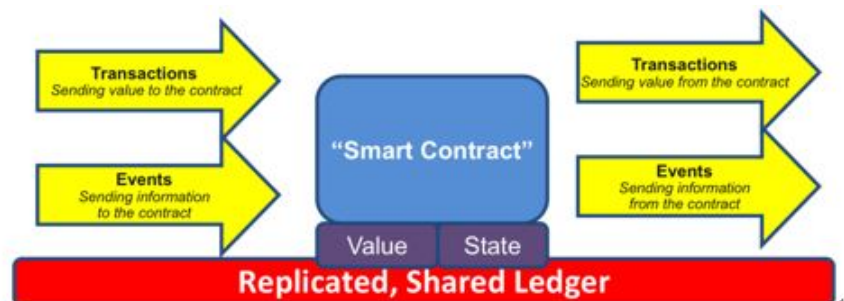 Transactions
Sending value to the contract
Events
Sending information
to the contract
“Smart Contract”
Value
State
Transactions
Sending value from the contract
Events
Sending information
from the contract
Replicated, Shared Ledger